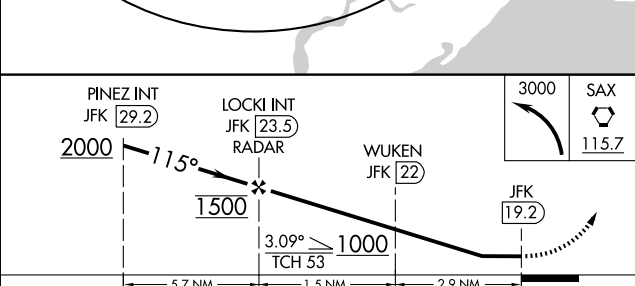 PINEZ INT
JFK 29.2
2000
115°
LOCKI INT
JFK 23.5
RADAR
1500
3.09°
TCH 53
WUKEN
JFK 22
1000
JFK
19.2
3000
SAX
115.7
5.7 NM
1.5 NM
2.9 NM